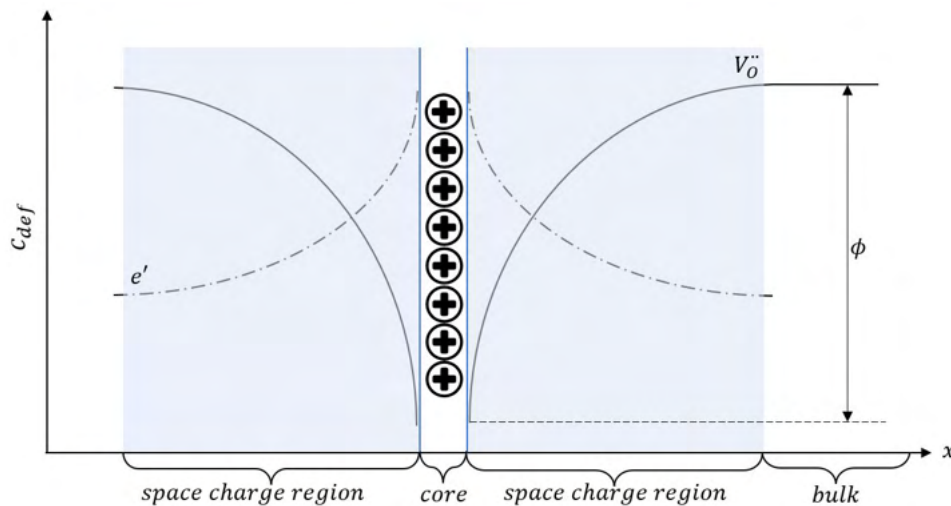 V_O^¨
c_def
e′
ϕ
x
space charge region
core
space charge region
bulk